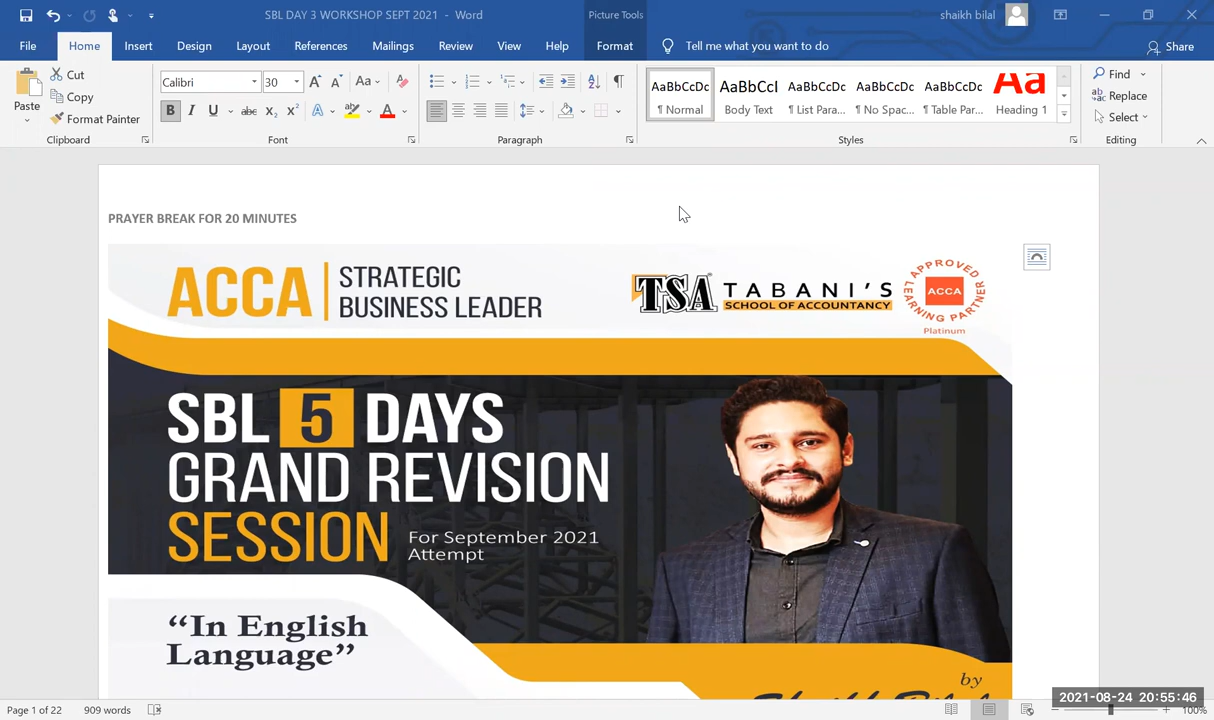 SBL DAY 3 WORKSHOP SEPT 2021 - Word
Picture Tools
shaikh bilal
File Home Insert Design Layout References Mailings Review View Help Format Tell me what you want to do Share
Paste
Cut
Copy
Format Painter
Clipboard
Calibri 30
Font
Paragraph
AaBbCcDc
¶ Normal
AaBbCcI
Body Text
AaBbCcDc
¶ List Para...
AaBbCcDc
¶ No Spac...
AaBbCcDc
¶ Table Par...
Aa
Heading 1
Styles
Find
Replace
Select
Editing
PRAYER BREAK FOR 20 MINUTES
ACCA STRATEGIC
BUSINESS LEADER
TSA TABANI'S
SCHOOL OF ACCOUNTANCY
APPROVED
LEARNING PARTNER
ACCA
Platinum
SBL 5 DAYS
GRAND REVISION
SESSION
For September 2021
Attempt
“In English
Language”
by
2021-08-24 20:55:46
Page 1 of 22 909 words
100%